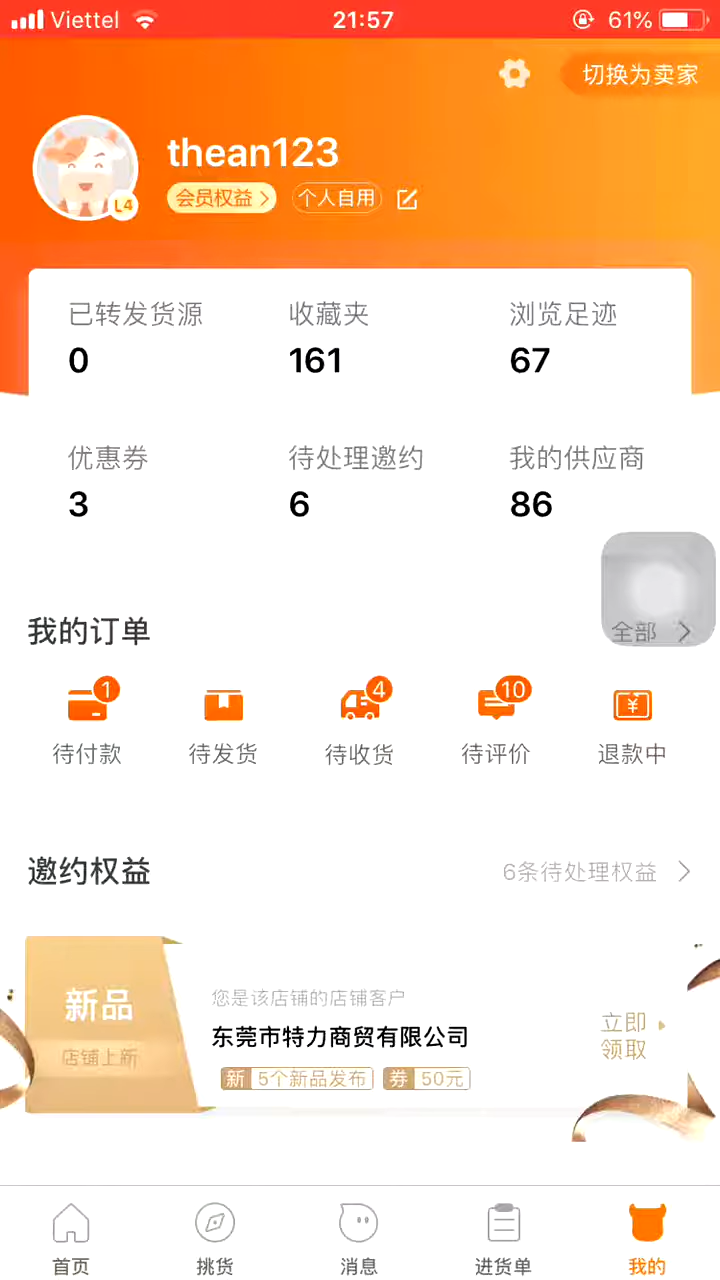 Viettel 21:57 61%
切换为卖家
thean123
L4
会员权益 个人自用
已转发货源 收藏夹 浏览足迹
0 161 67
优惠券 待处理邀约 我的供应商
3 6 86
我的订单 全部
1 4 10
¥
待付款 待发货 待收货 待评价 退款中
邀约权益 6条待处理权益
新品
店铺上新
您是该店铺的店铺客户
东莞市特力商贸有限公司
新 5个新品发布 券 50元
立即
领取
首页 挑货 消息 进货单 我的